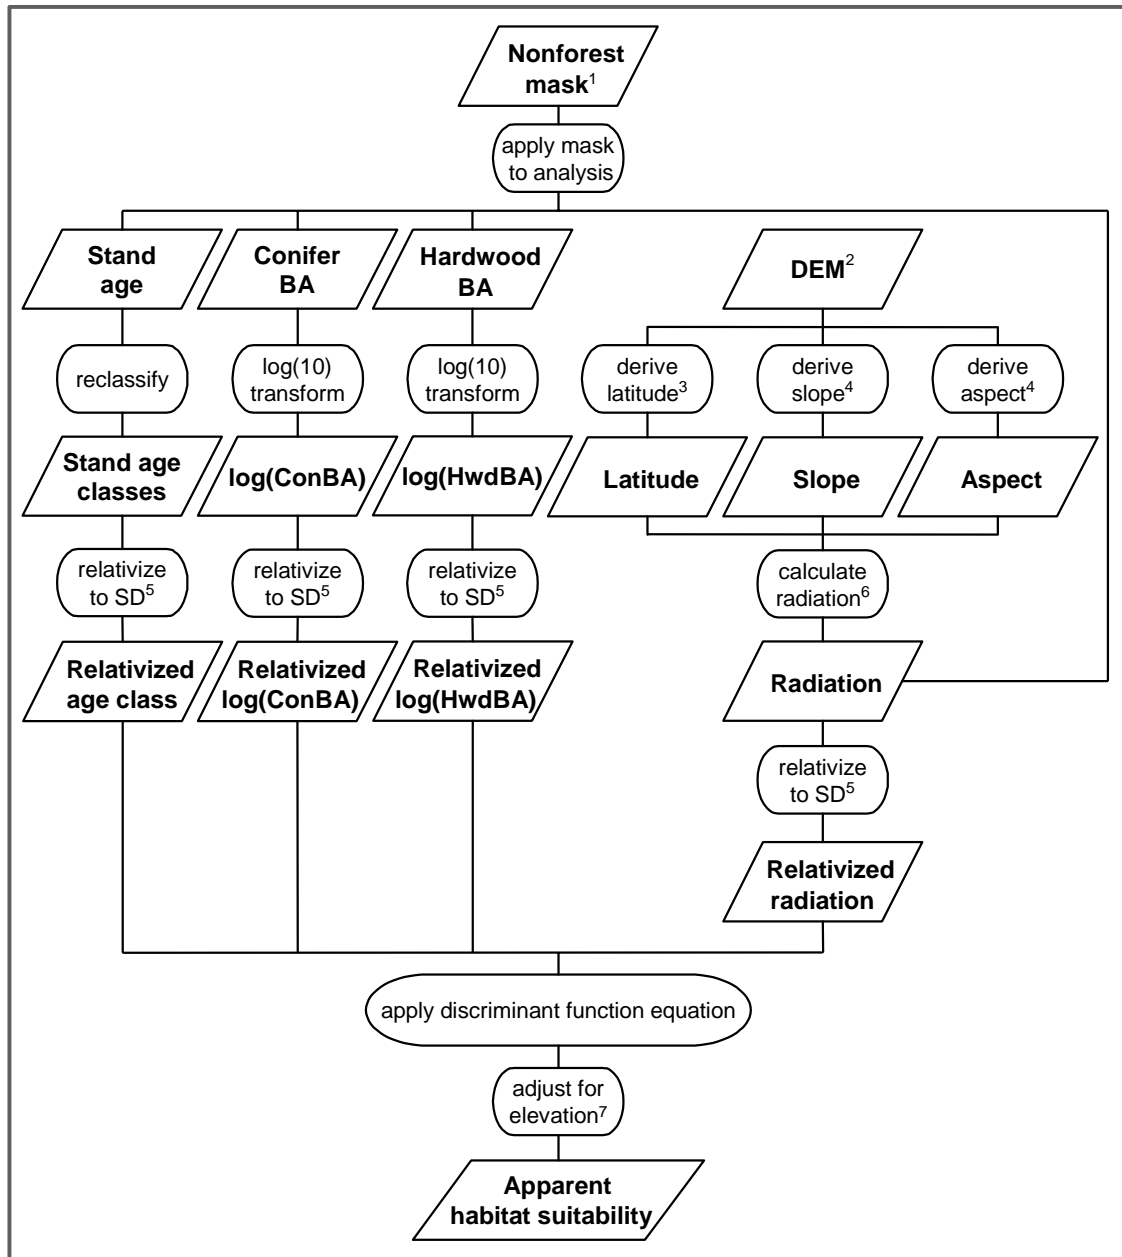 Nonforest
mask¹
apply mask
to analysis
Stand
age
Conifer
BA
Hardwood
BA
DEM²
reclassify
log(10)
transform
log(10)
transform
derive
latitude³
derive
slope⁴
derive
aspect⁴
Stand age
classes
log(ConBA)
log(HwdBA)
Latitude
Slope
Aspect
relativize
to SD⁵
relativize
to SD⁵
relativize
to SD⁵
calculate
radiation⁶
Relativized
age class
Relativized
log(ConBA)
Relativized
log(HwdBA)
Radiation
relativize
to SD⁵
Relativized
radiation
apply discriminant function equation
adjust for
elevation⁷
Apparent
habitat suitability